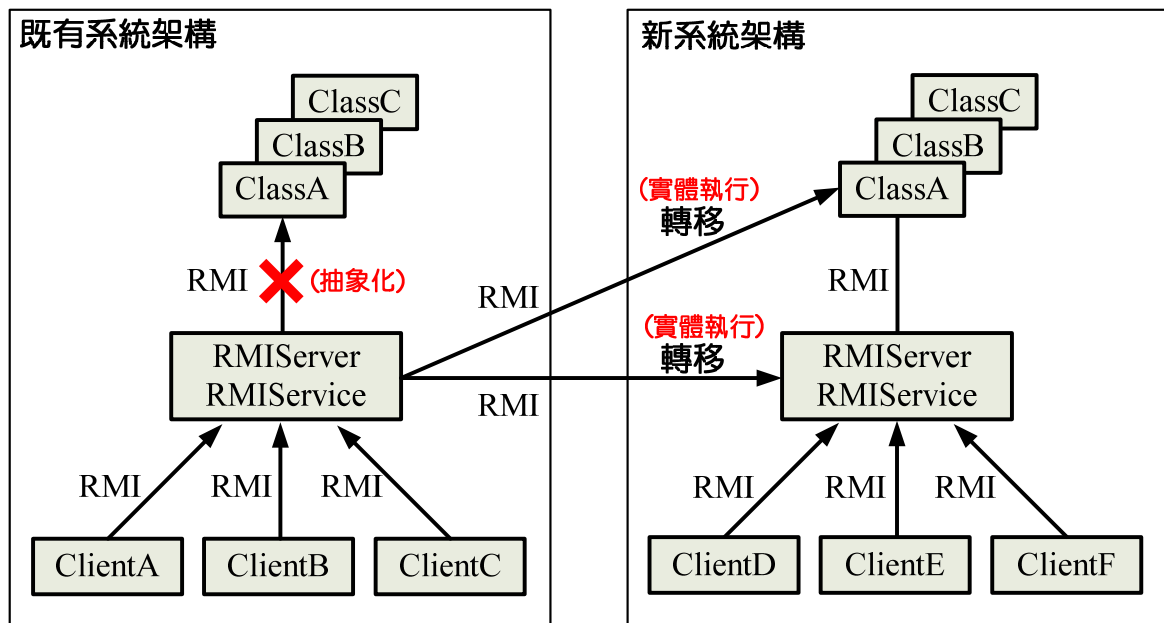 既有系統架構
ClassC
ClassB
ClassA
RMI
(抽象化)
RMIServer
RMIService
RMI
RMI
RMI
ClientA
ClientB
ClientC
RMI
(實體執行)
轉移
(實體執行)
轉移
RMI
新系統架構
ClassC
ClassB
ClassA
RMI
RMIServer
RMIService
RMI
RMI
RMI
ClientD
ClientE
ClientF